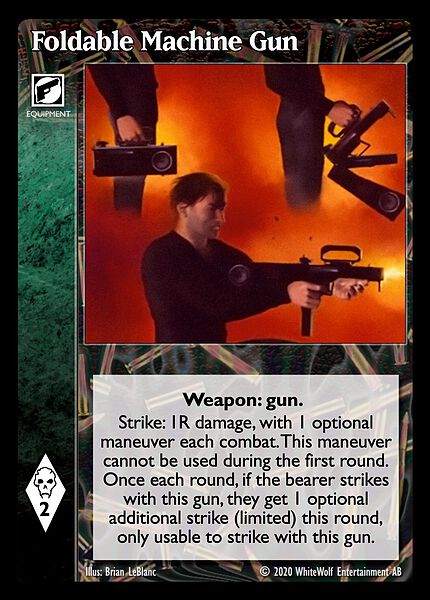 Foldable Machine Gun
EQUIPMENT
Weapon: gun.
Strike: 1R damage, with 1 optional
maneuver each combat. This maneuver
cannot be used during the first round.
Once each round, if the bearer strikes
with this gun, they get 1 optional
additional strike (limited) this round,
only usable to strike with this gun.
2
Illus: Brian LeBlanc
© 2020 WhiteWolf Entertainment AB